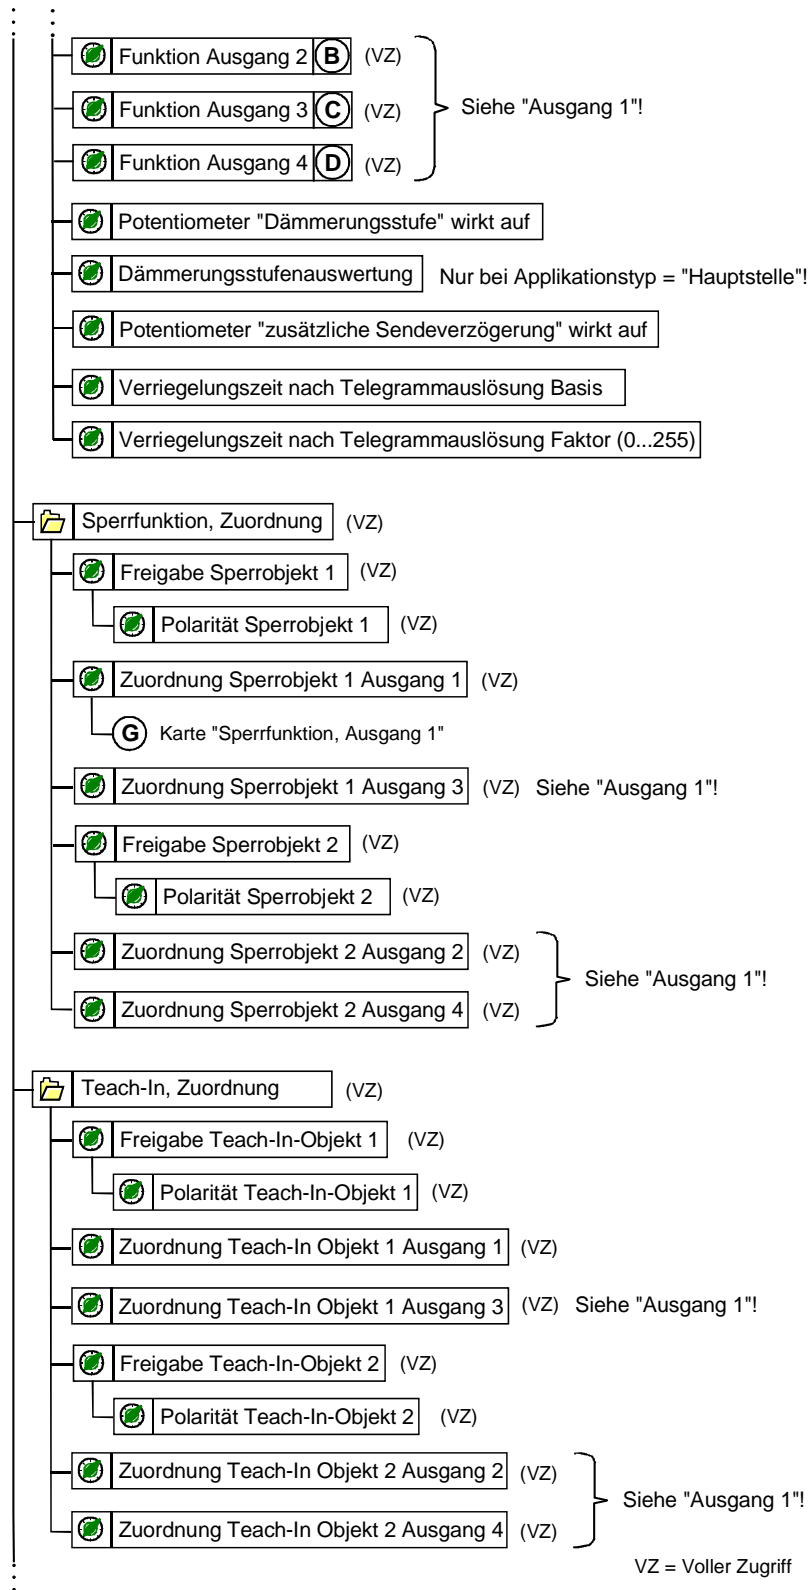 Funktion Ausgang 2 B (VZ)
Funktion Ausgang 3 C (VZ)
Siehe "Ausgang 1"!
Funktion Ausgang 4 D (VZ)
Potentiometer "Dämmerungsstufe" wirkt auf
Dämmerungsstufenauswertung Nur bei Applikationstyp = "Hauptstelle"!
Potentiometer "zusätzliche Sendeverzögerung" wirkt auf
Verriegelungszeit nach Telegrammauslösung Basis
Verriegelungszeit nach Telegrammauslösung Faktor (0...255)
Sperrfunktion, Zuordnung (VZ)
Freigabe Sperrobjekt 1 (VZ)
Polarität Sperrobjekt 1 (VZ)
Zuordnung Sperrobjekt 1 Ausgang 1 (VZ)
G Karte "Sperrfunktion, Ausgang 1"
Zuordnung Sperrobjekt 1 Ausgang 3 (VZ) Siehe "Ausgang 1"!
Freigabe Sperrobjekt 2 (VZ)
Polarität Sperrobjekt 2 (VZ)
Zuordnung Sperrobjekt 2 Ausgang 2 (VZ)
Siehe "Ausgang 1"!
Zuordnung Sperrobjekt 2 Ausgang 4 (VZ)
Teach-In, Zuordnung (VZ)
Freigabe Teach-In-Objekt 1 (VZ)
Polarität Teach-In-Objekt 1 (VZ)
Zuordnung Teach-In Objekt 1 Ausgang 1 (VZ)
Zuordnung Teach-In Objekt 1 Ausgang 3 (VZ) Siehe "Ausgang 1"!
Freigabe Teach-In-Objekt 2 (VZ)
Polarität Teach-In-Objekt 2 (VZ)
Zuordnung Teach-In Objekt 2 Ausgang 2 (VZ)
Siehe "Ausgang 1"!
Zuordnung Teach-In Objekt 2 Ausgang 4 (VZ)
VZ = Voller Zugriff